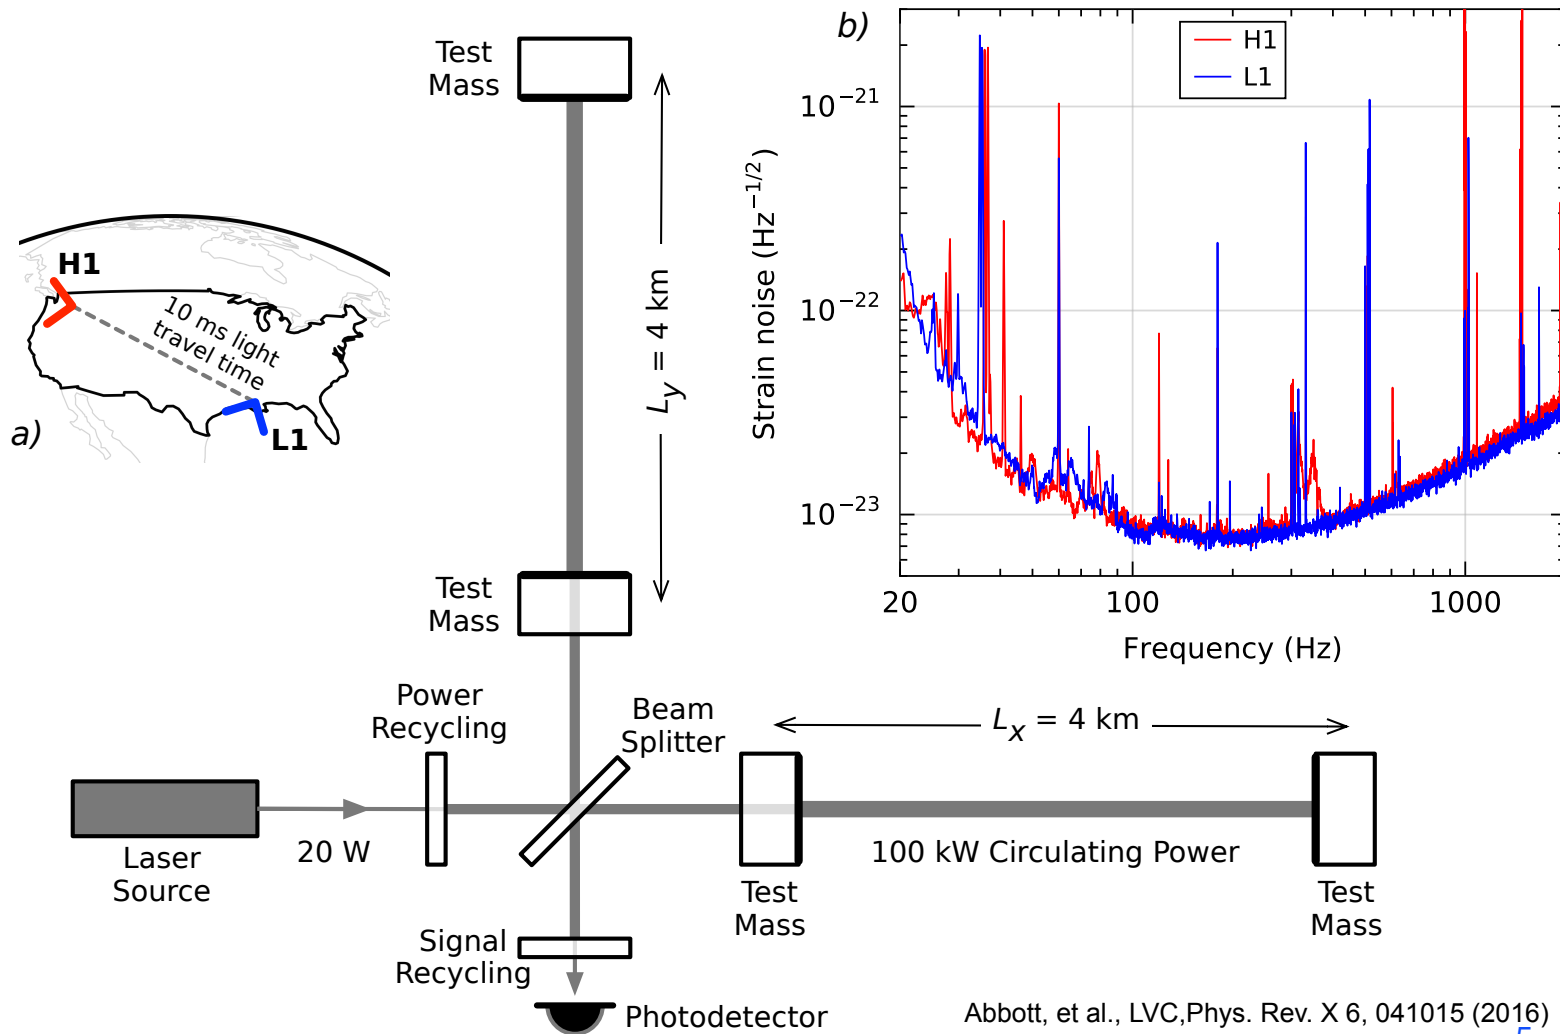 Test
Mass
L_y = 4 km
Test
Mass
a)
H1
10 ms light
travel time
L1
b)
H1
L1
Strain noise (Hz^{-1/2})
10^{-21}
10^{-22}
10^{-23}
20
100
1000
Frequency (Hz)
Power
Recycling
Beam
Splitter
L_x = 4 km
Laser
Source
20 W
100 kW Circulating Power
Test
Mass
Test
Mass
Signal
Recycling
Photodetector
Abbott, et al., LVC,Phys. Rev. X 6, 041015 (2016)
5